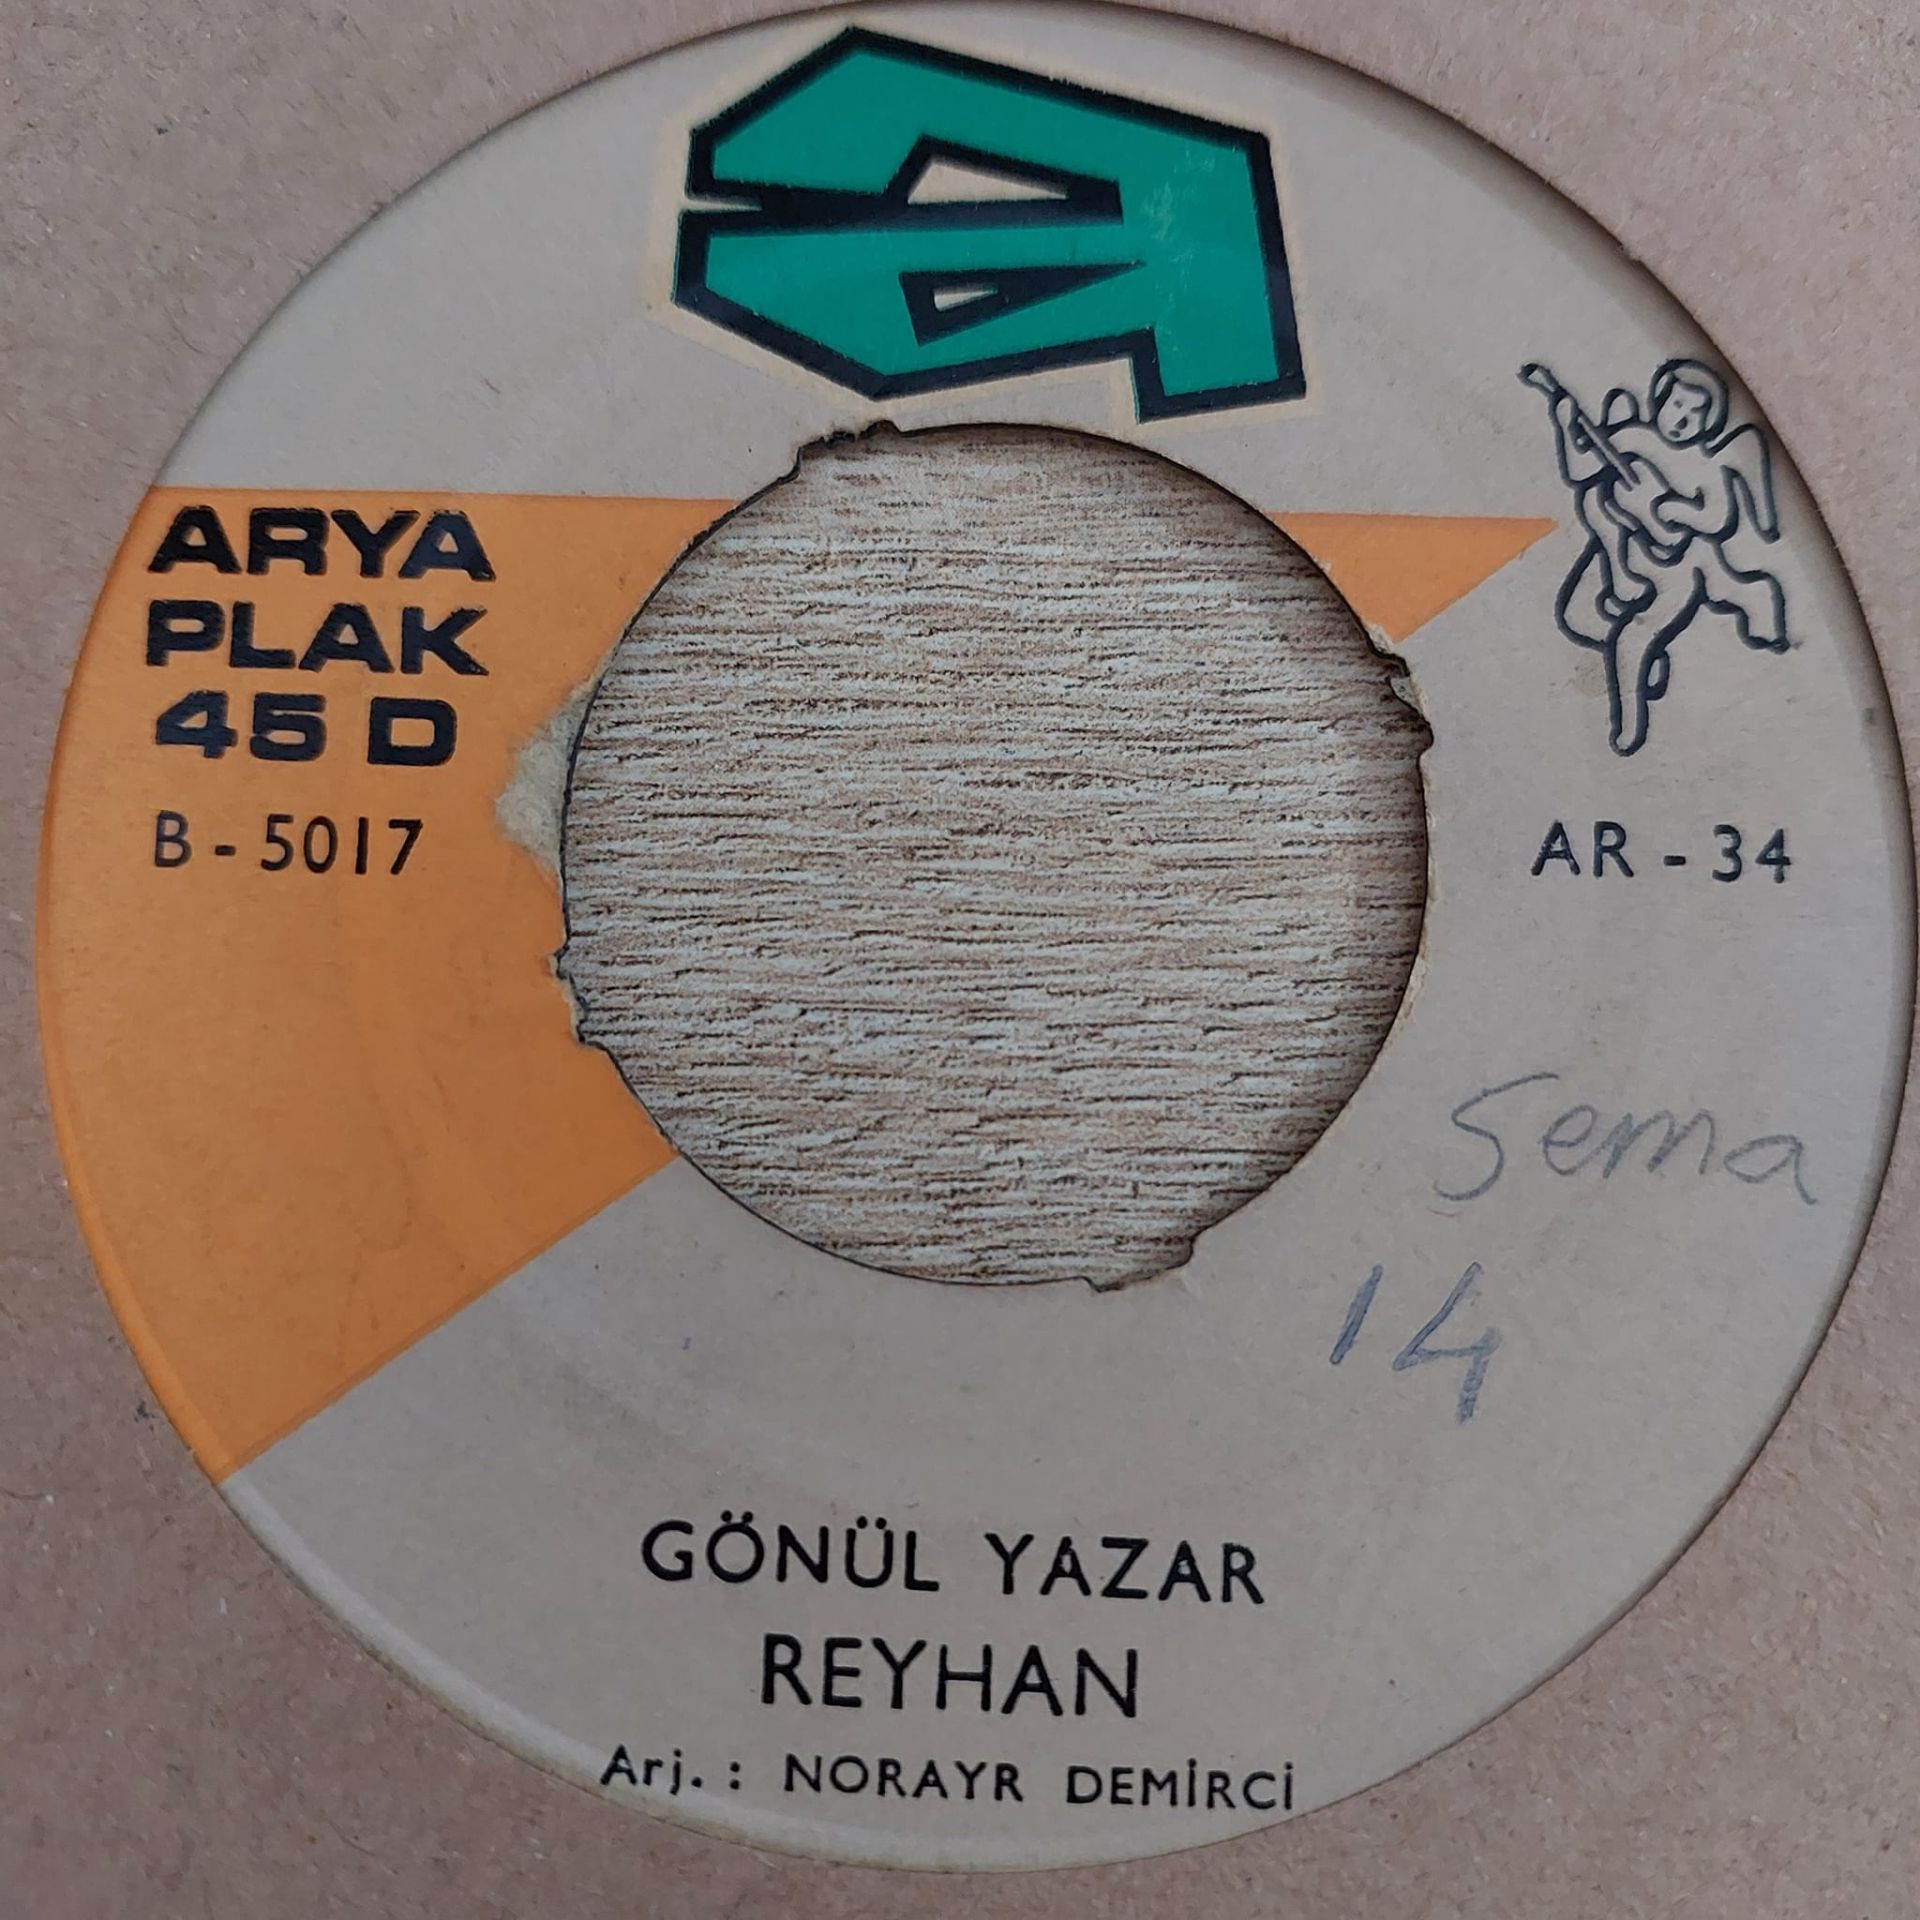 ARYA
PLAK
45 D
B - 5017
AR - 34
Sema
14
GÖNÜL YAZAR
REYHAN
Arj. : NORAYR DEMİRCİ